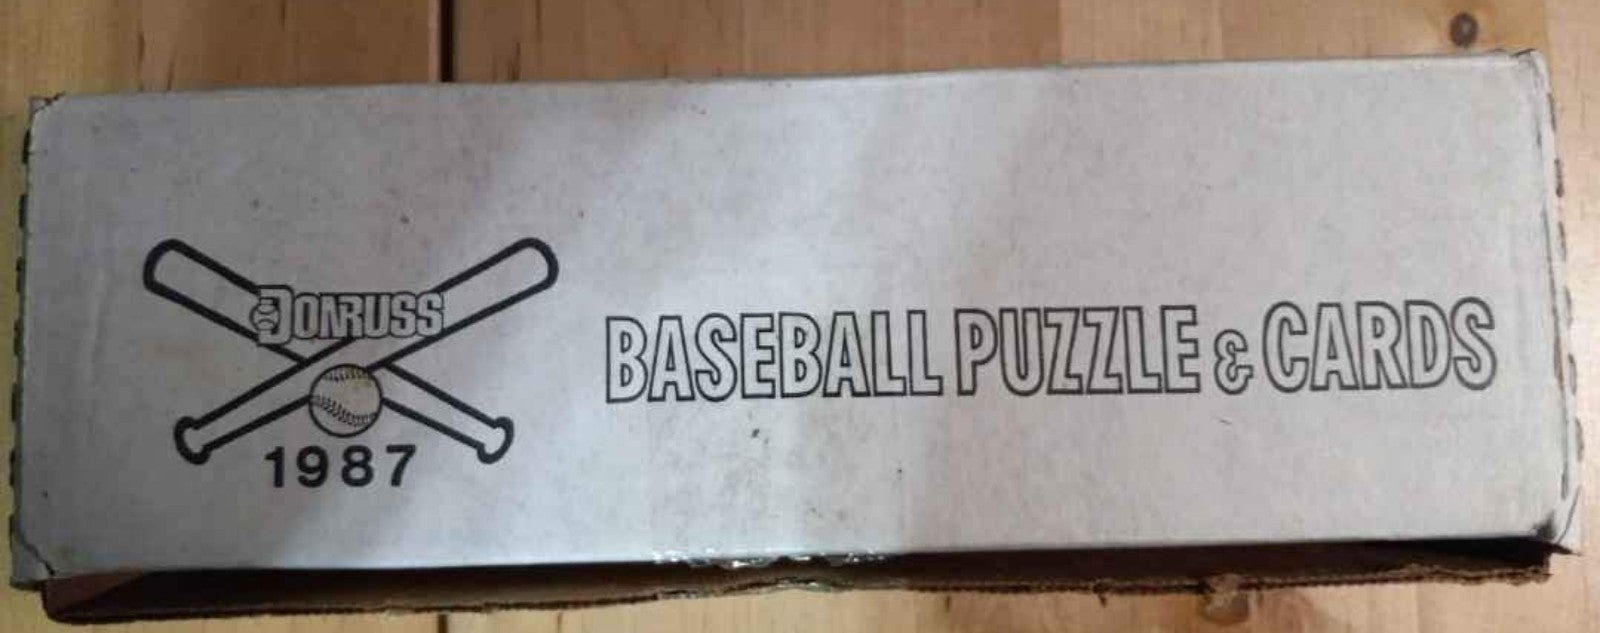 DONRUSS
1987
BASEBALL PUZZLE & CARDS